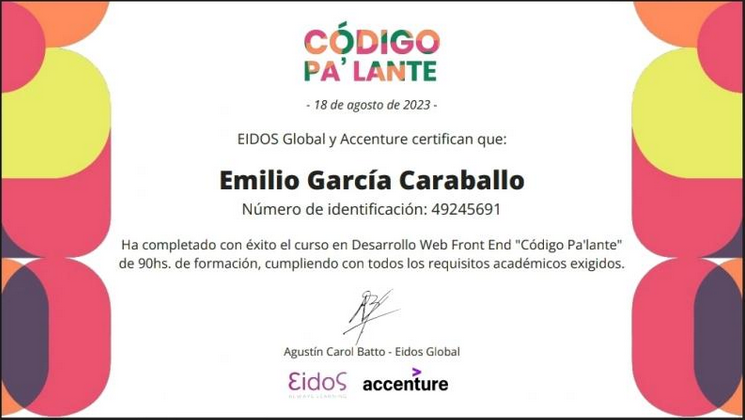 CÓDIGO
PA'LANTE
- 18 de agosto de 2023 -
EIDOS Global y Accenture certifican que:
Emilio García Caraballo
Número de identificación: 49245691
Ha completado con éxito el curso en Desarrollo Web Front End "Código Pa'lante"
de 90hs. de formación, cumpliendo con todos los requisitos académicos exigidos.
Agustín Carol Batto - Eidos Global
Eidos accenture
ALWAYS LEARNING